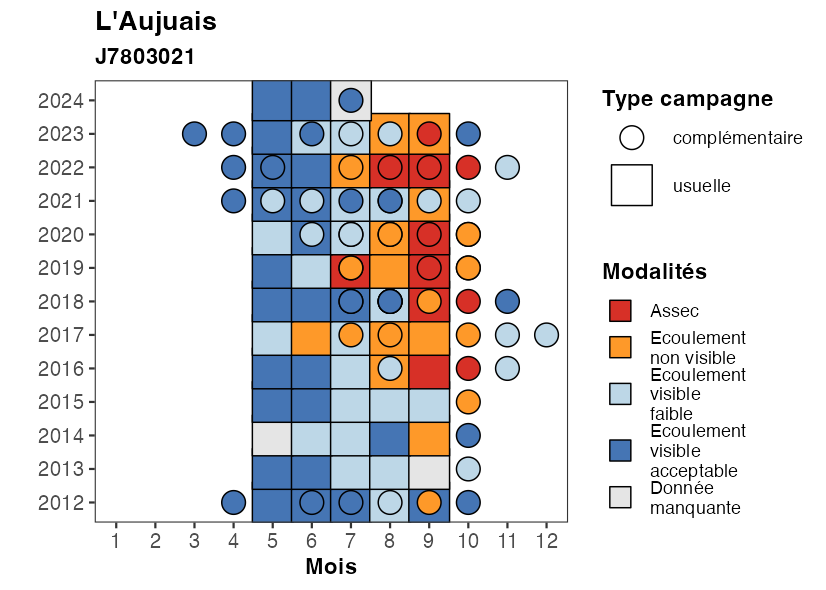 L'Aujuais
J7803021
2024
2023
2022
2021
2020
2019
2018
2017
2016
2015
2014
2013
2012
1 2 3 4 5 6 7 8 9 10 11 12
Mois
Type campagne
complémentaire
usuelle
Modalités
Assec
Ecoulement
non visible
Ecoulement
visible
faible
Ecoulement
visible
acceptable
Donnée
manquante